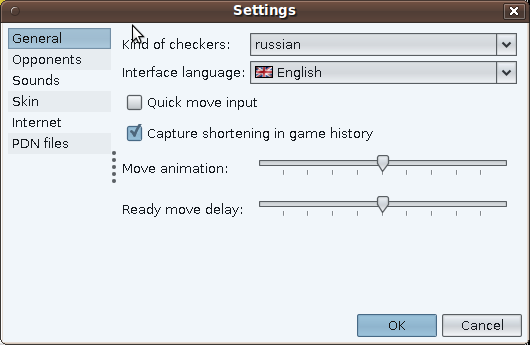 Settings
General
Opponents
Sounds
Skin
Internet
PDN files
Kind of checkers: russian
Interface language: English
Quick move input
Capture shortening in game history
Move animation:
Ready move delay:
OK Cancel